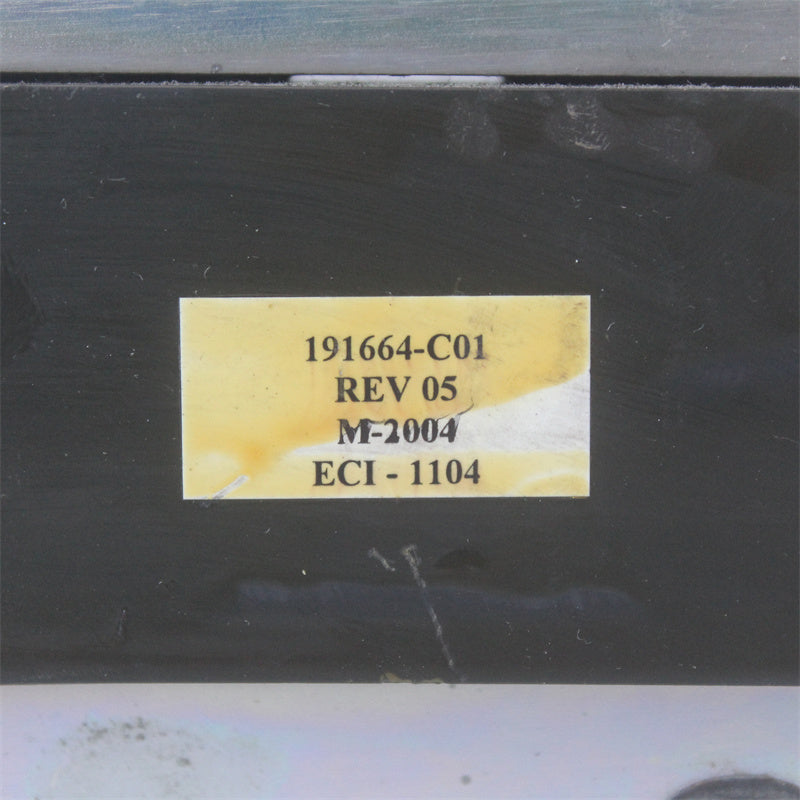 191664-C01
REV 05
M-2004
ECI - 1104